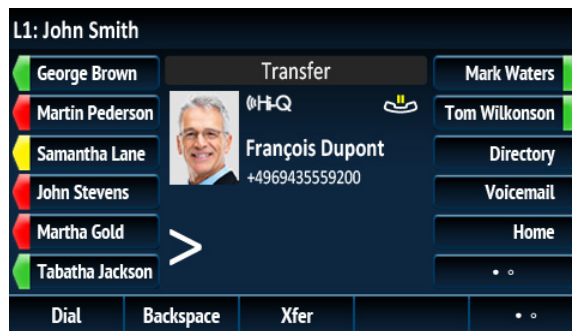 L1: John Smith
Transfer
George Brown
Martin Pederson
Samantha Lane
John Stevens
Martha Gold
Tabatha Jackson
Hi-Q
François Dupont
+4969435559200
>
Mark Waters
Tom Wilkonson
Directory
Voicemail
Home
Dial
Backspace
Xfer